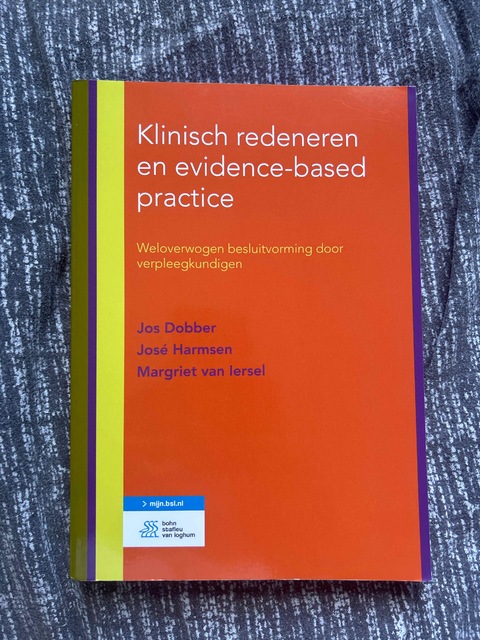 Klinisch redeneren
en evidence-based
practice
Weloverwogen besluitvorming door
verpleegkundigen
Jos Dobber
José Harmsen
Margriet van Iersel
> mijn.bsl.nl
bohn
stafleu
van loghum